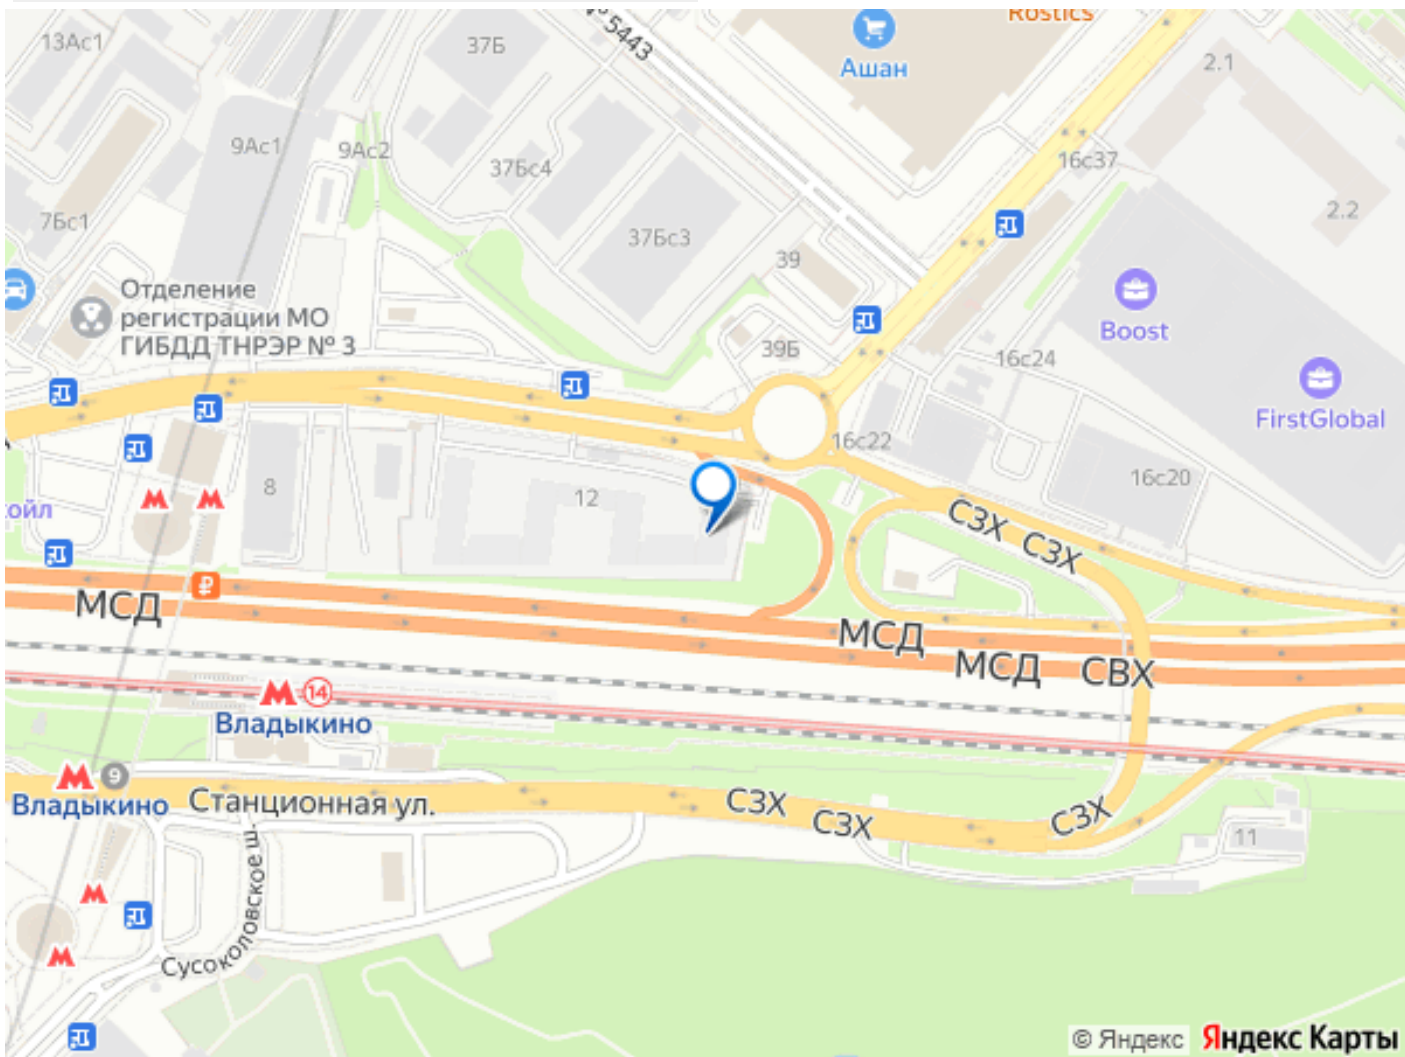 Rostics
№ 5443
13Ас1
37Б
Ашан
2.1
9Ас1
9Ас2
37Бс4
16с37
7Бс1
37Бс3
2.2
39
Отделение
регистрации МО
ГИБДД ТНРЭР № 3
Boost
39Б
16с24
FirstGlobal
16с22
8
12
16с20
ойл
СЗХ
СЗХ
МСД
МСД
МСД
СВХ
14
Владыкино
9
Владыкино
Станционная ул.
СЗХ
СЗХ
СЗХ
11
Сусоколовское ш.
© Яндекс Яндекс Карты